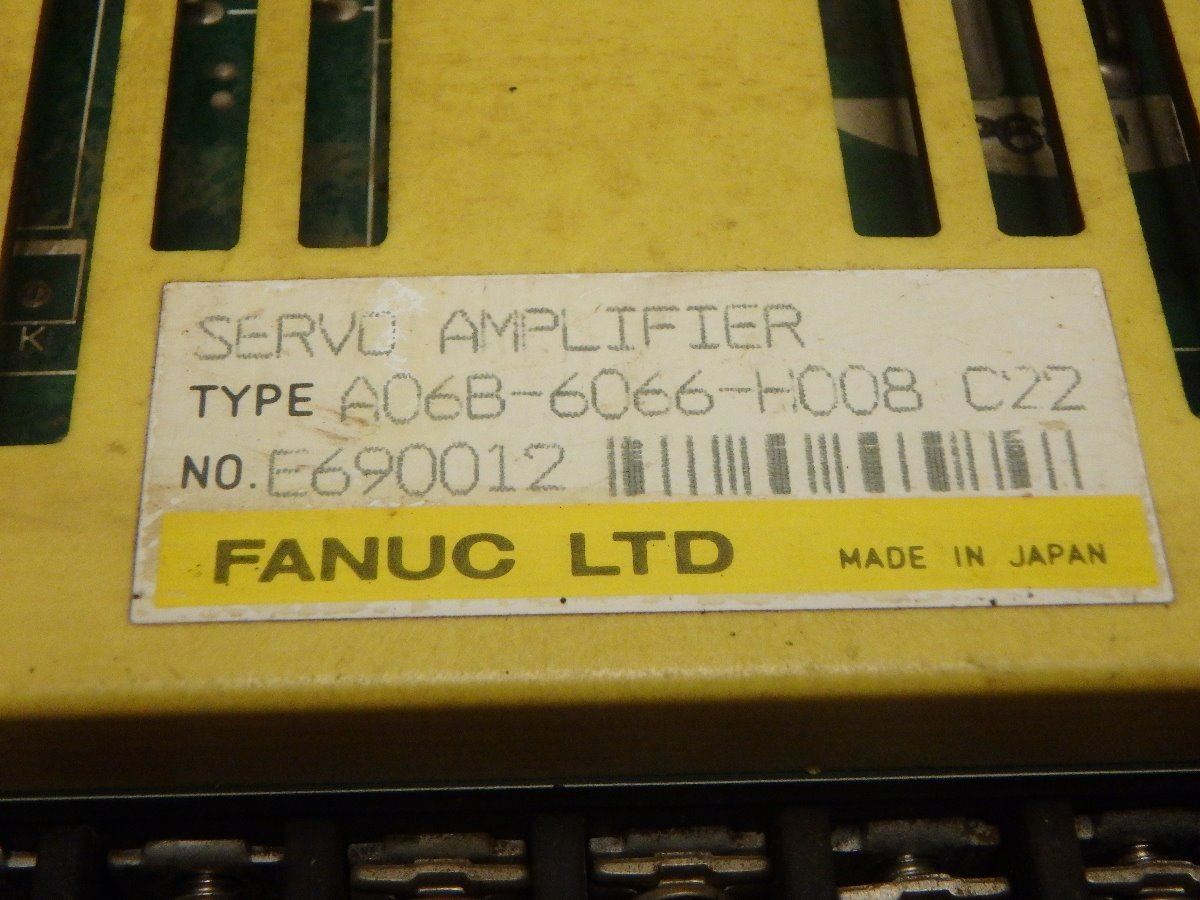 SERVO AMPLIFIER
TYPE A06B-6066-H008 C22
NO. E690012
FANUC LTD MADE IN JAPAN
K